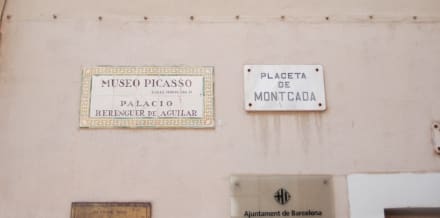 MUSEO PICASSO
PALACIO
BERENGUER DE AGUILAR
PLACETA
DE
MONTCADA
Ajuntament de Barcelona